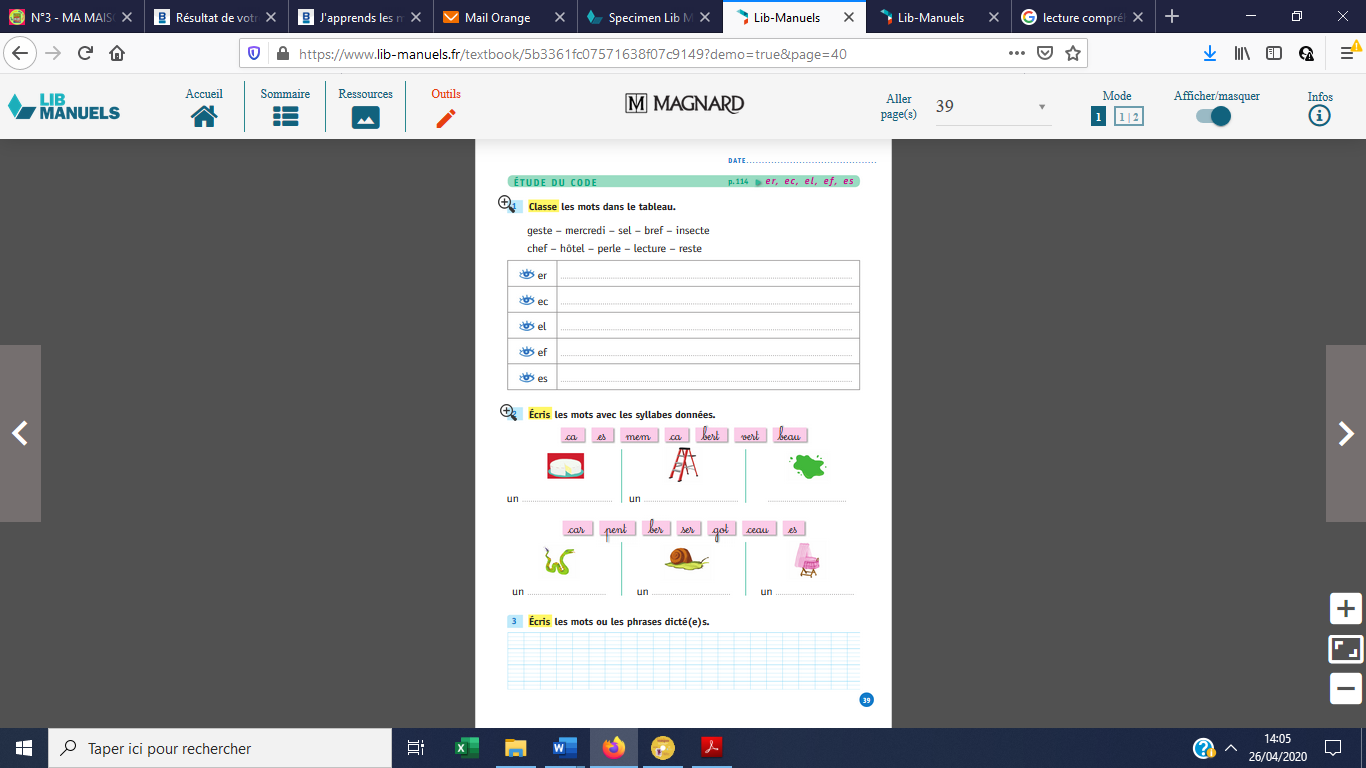 N°3 - MA MAIS
Résultat de votr
J'apprends les m
Mail Orange
Specimen Lib M
Lib-Manuels
Lib-Manuels
lecture compré
https://www.lib-manuels.fr/textbook/5b3361fc07571638f07c9149?demo=true&page=40
LIB MANUELS
Accueil
Sommaire
Ressources
Outils
M MAGNARD
Aller page(s)
39
Mode
1
1|2
Afficher/masquer
Infos
DATE..........................................
ÉTUDE DU CODE
p.114 er, ec, el, ef, es
1 Classe les mots dans le tableau.
geste – mercredi – sel – bref – insecte
chef – hôtel – perle – lecture – reste
er
ec
el
ef
es
2 Écris les mots avec les syllabes données.
ca es mem ca bert vert beau
un ..............................
un ..............................
car pent ber ser got ceau es
un ..............................
un ..............................
un ..............................
3 Écris les mots ou les phrases dicté(e)s.
39
Taper ici pour rechercher
14:05
26/04/2020